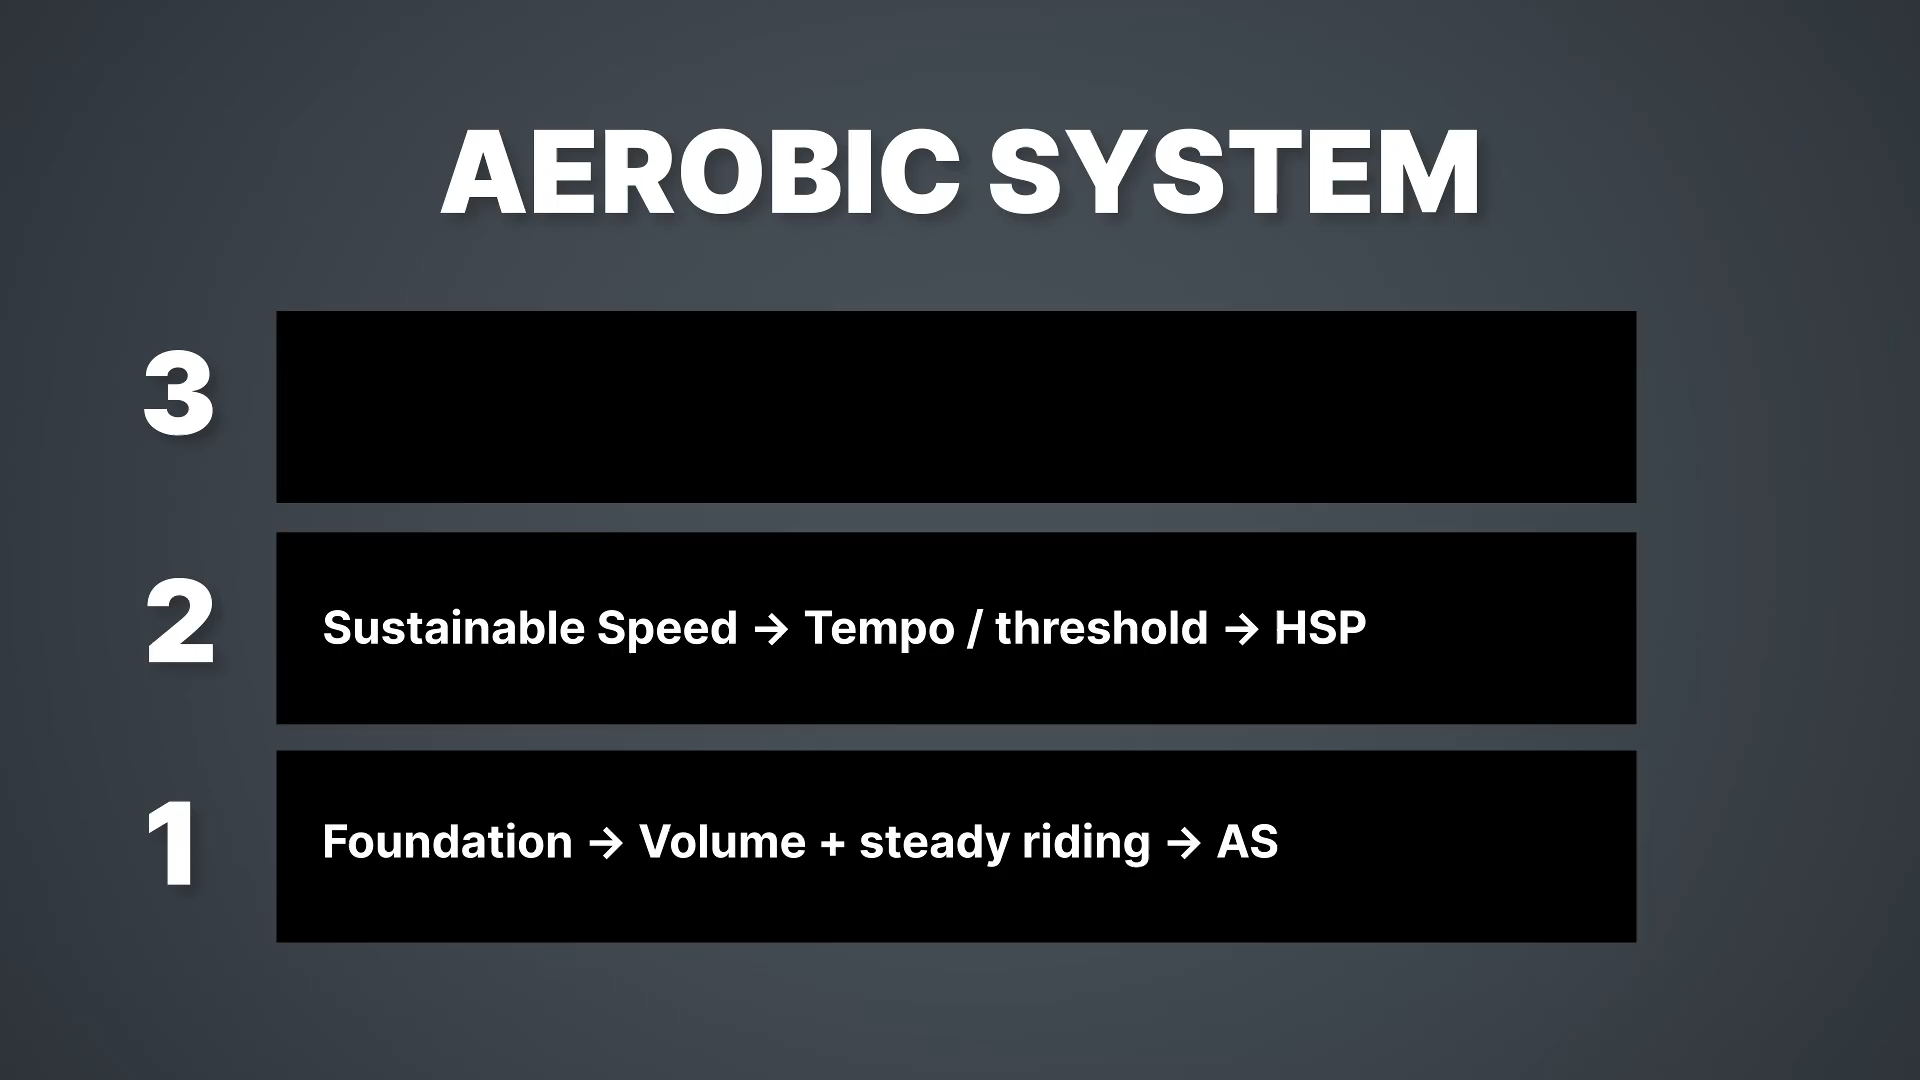 AEROBIC SYSTEM
3
2
Sustainable Speed → Tempo / threshold → HSP
1
Foundation → Volume + steady riding → AS